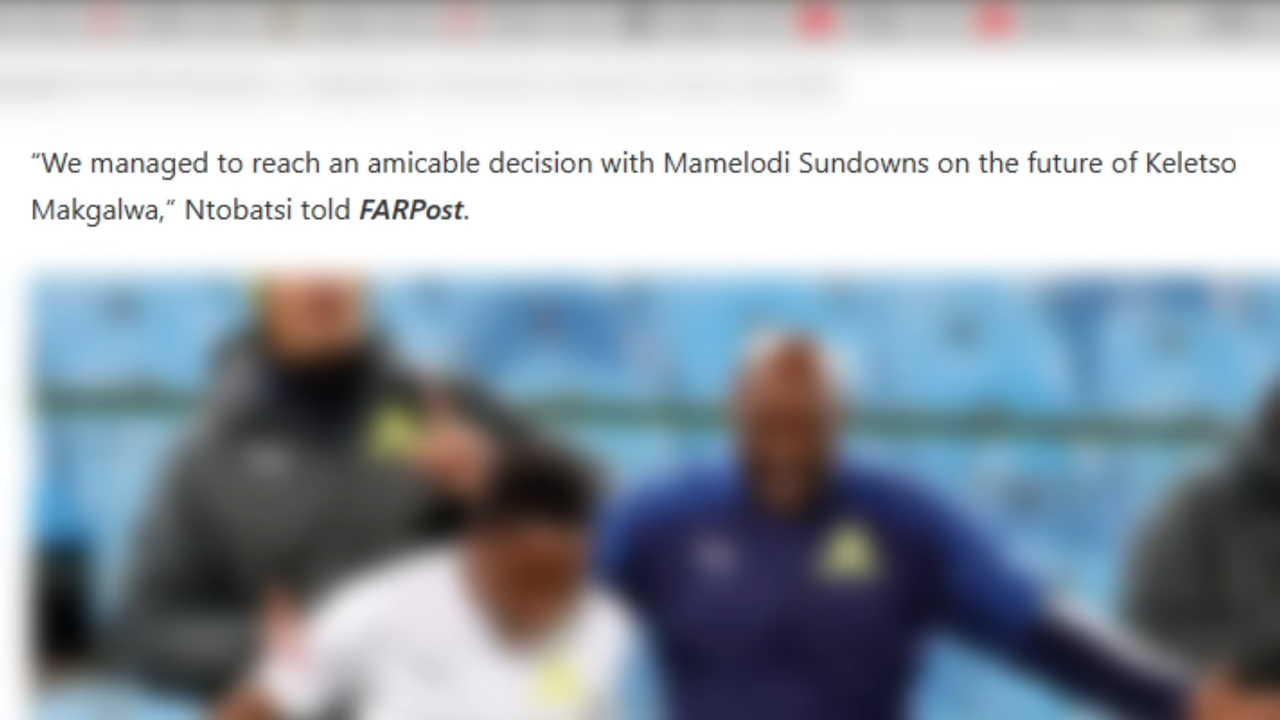 “We managed to reach an amicable decision with Mamelodi Sundowns on the future of Keletso
Makgalwa,” Ntobatsi told FARPost.